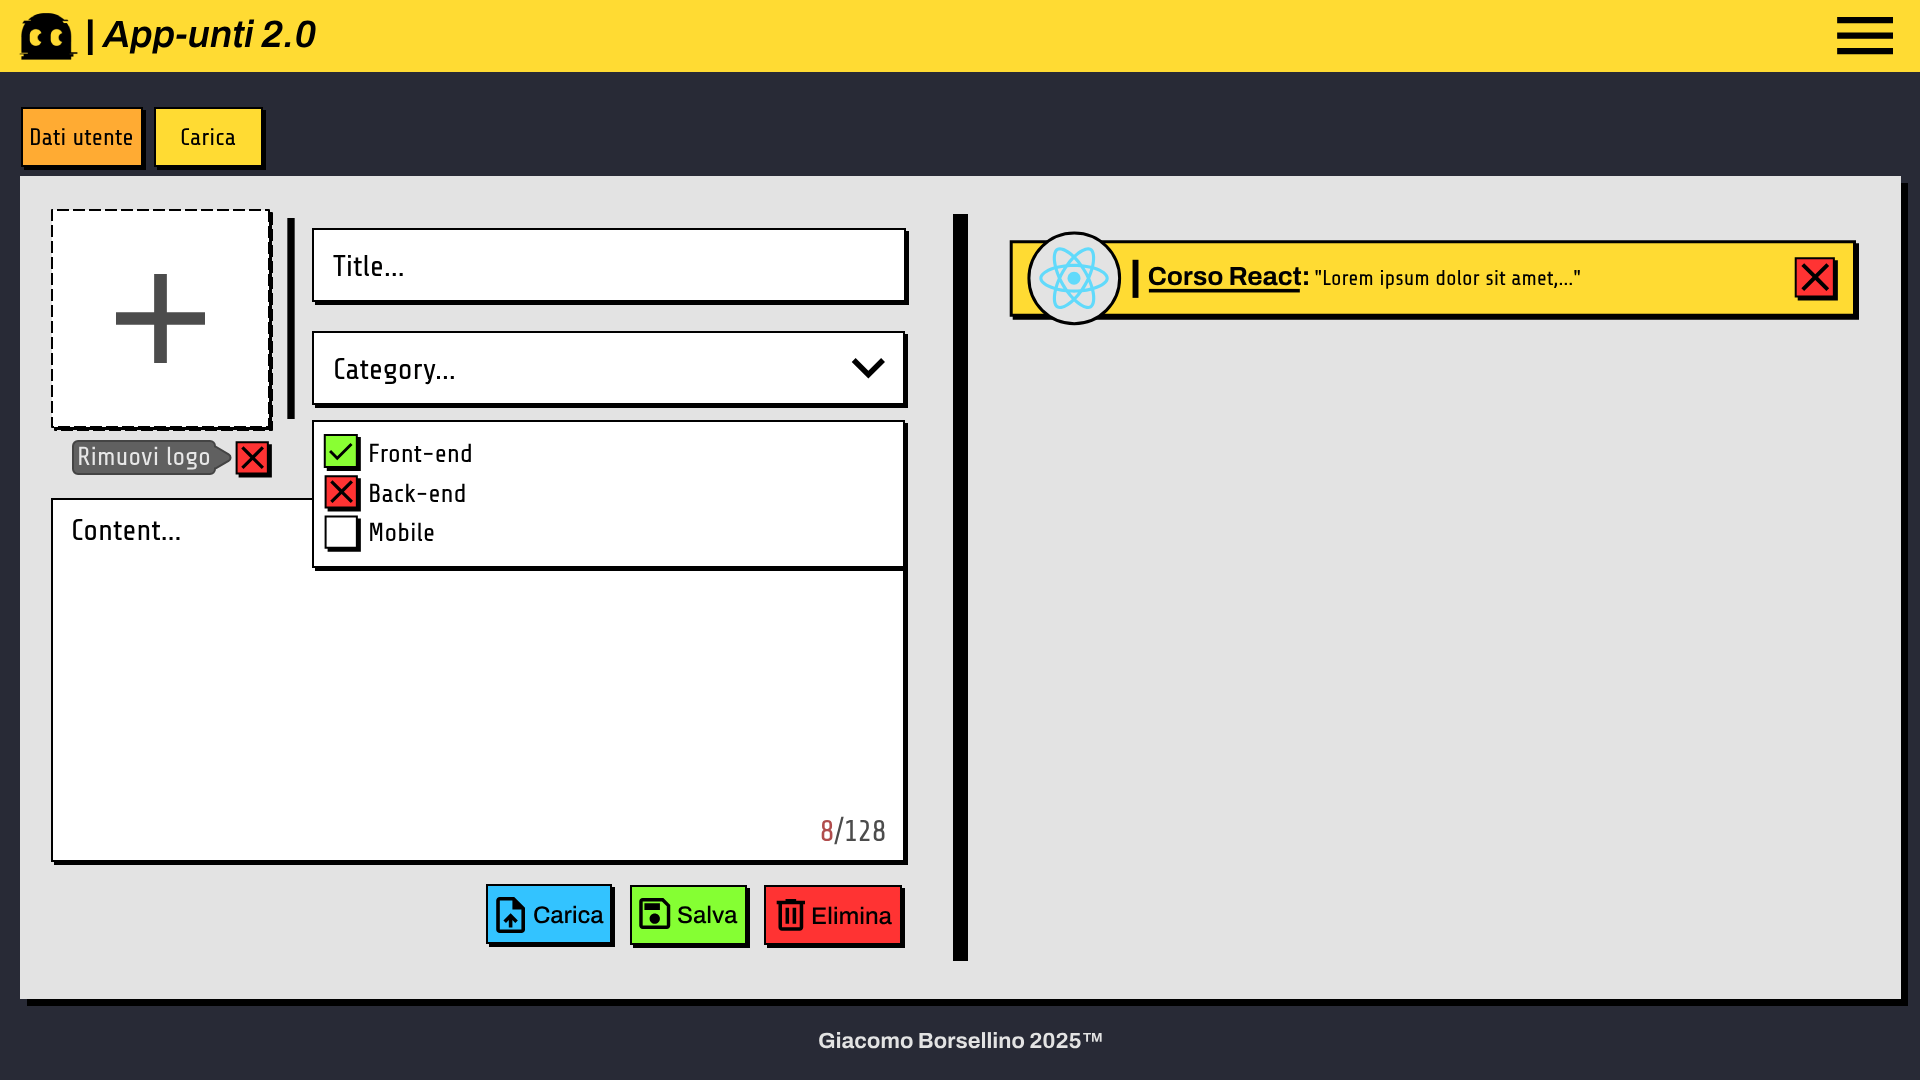 | App-unti 2.0
Dati utente
Carica
Title...
Category...
Front-end
Back-end
Mobile
Rimuovi logo
Content...
8/128
Carica
Salva
Elimina
Corso React: "Lorem ipsum dolor sit amet,..."
Giacomo Borsellino 2025™